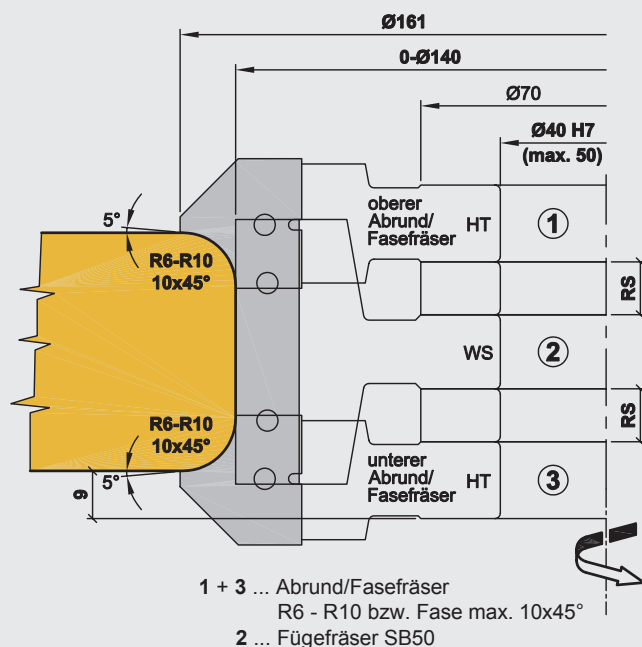 Ø161
0-Ø140
Ø70
Ø40 H7
(max. 50)
5°
oberer
Abrund/
Fasefräser
HT
1
R6-R10
10x45°
RS
WS
2
R6-R10
10x45°
RS
5°
unterer
Abrund/
Fasefräser
HT
3
9
1 + 3 ... Abrund/Fasefräser
R6 - R10 bzw. Fase max. 10x45°
2 ... Fügefräser SB50